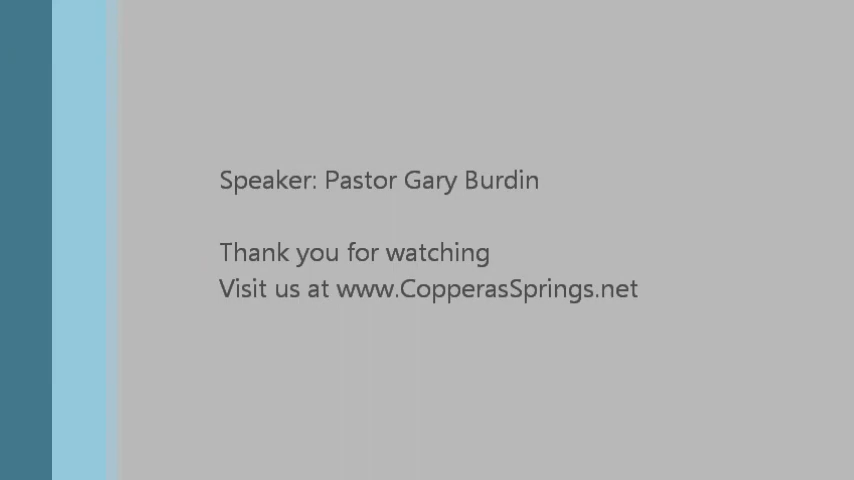 Speaker: Pastor Gary Burdin
Thank you for watching
Visit us at www.CopperasSprings.net